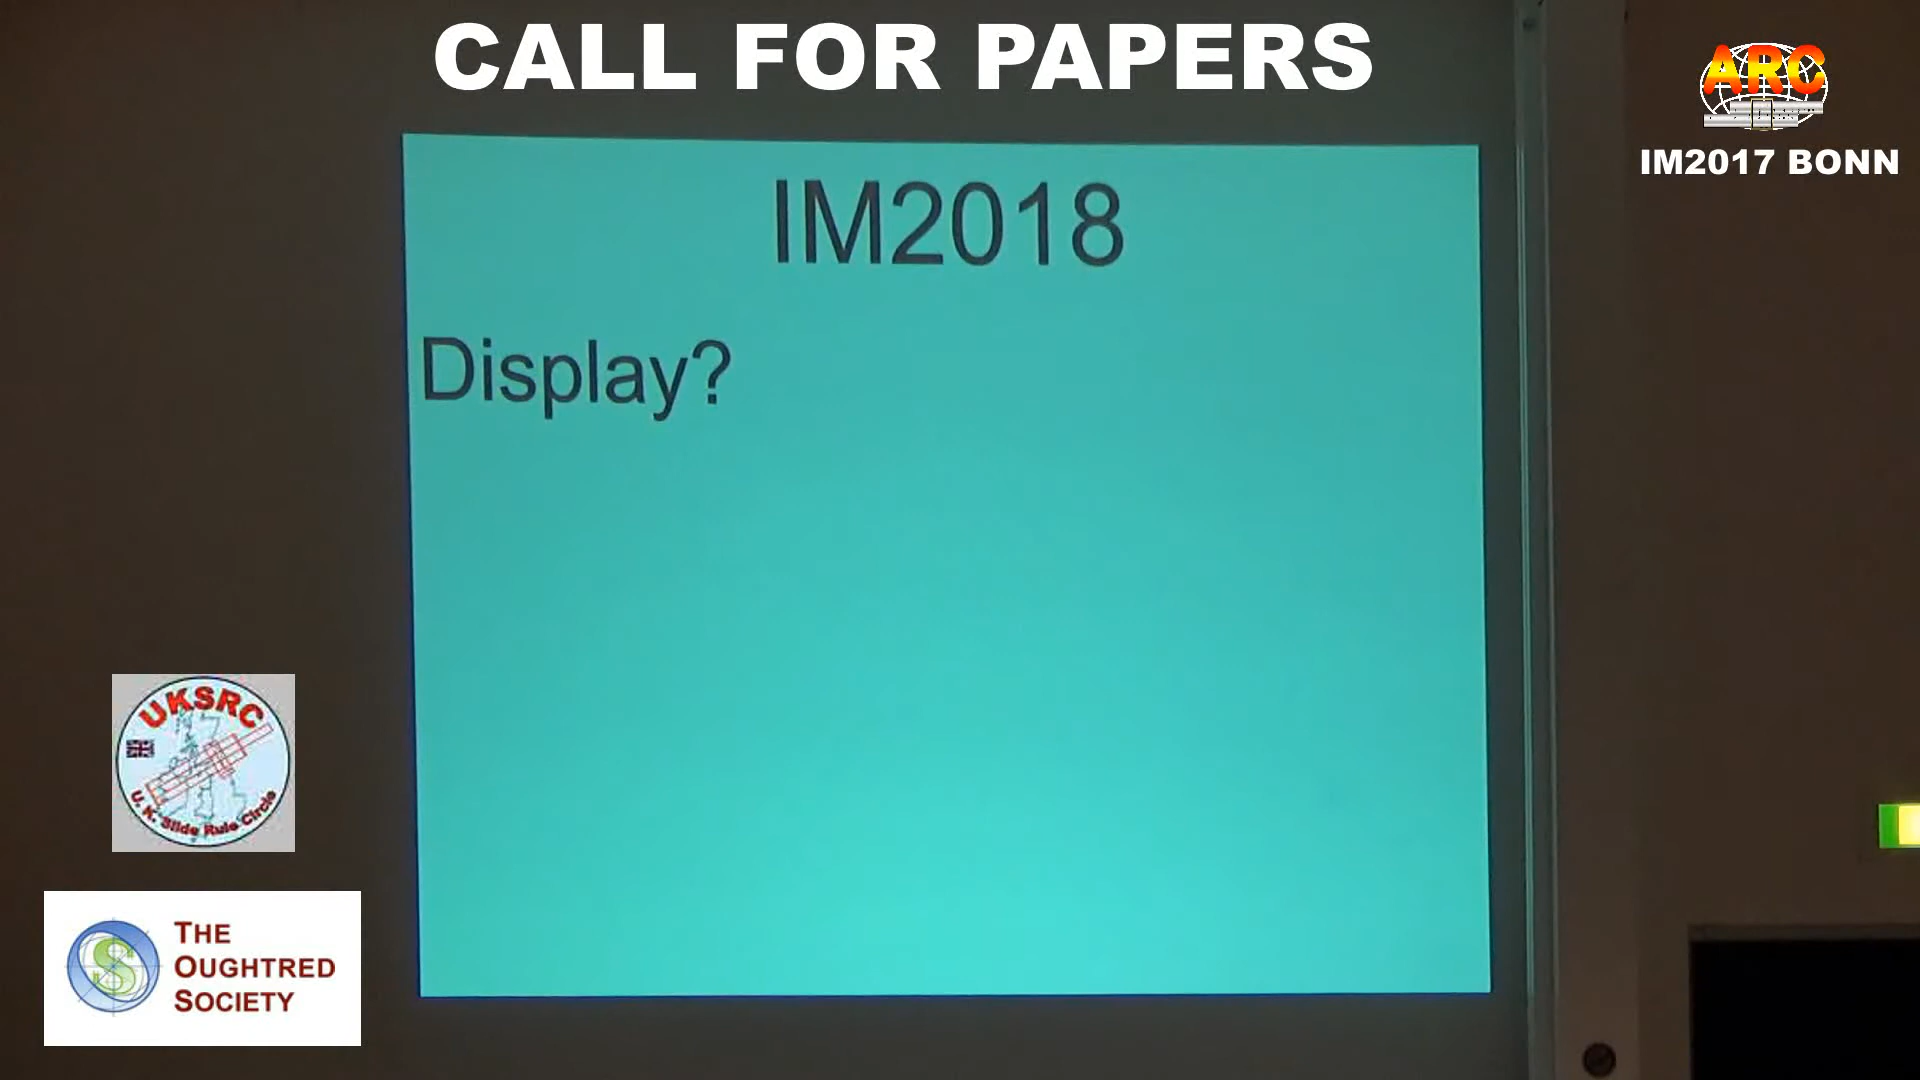 CALL FOR PAPERS
ARC
IM2017 BONN
IM2018
Display?
UKSRC
U. K. Slide Rule Circle
THE
OUGHTRED
SOCIETY